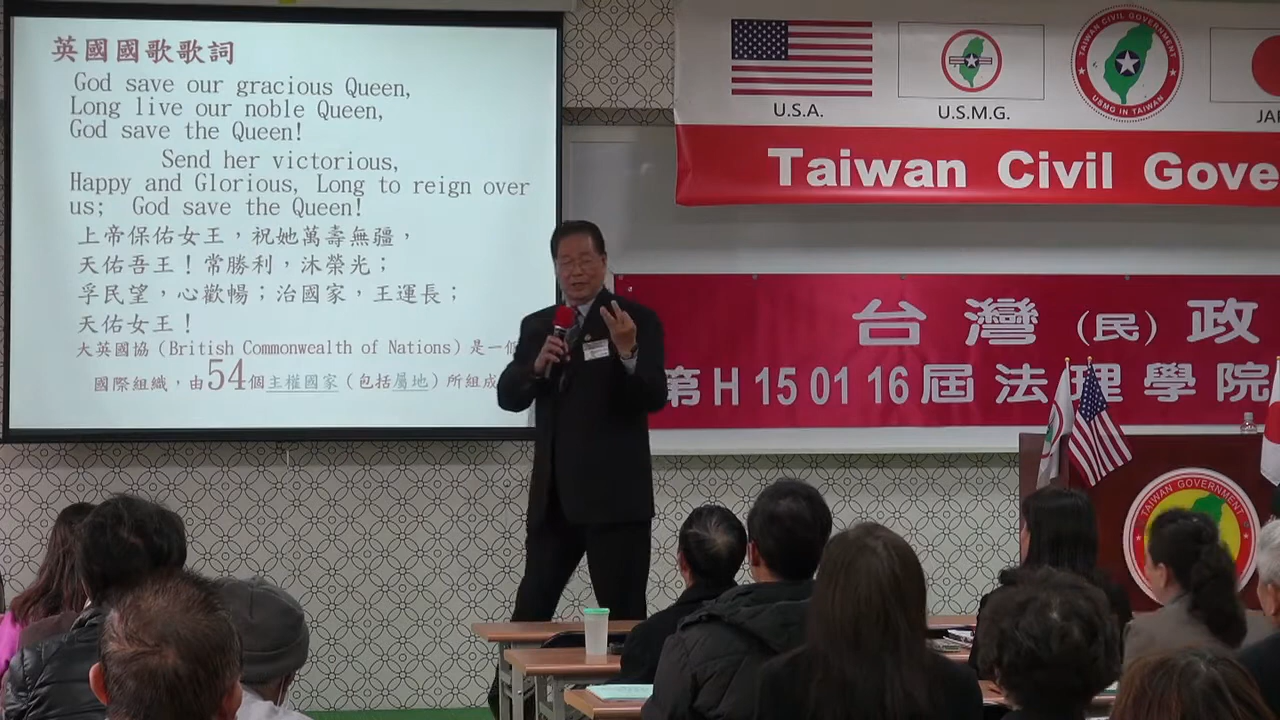 英國國歌歌詞
God save our gracious Queen,
Long live our noble Queen,
God save the Queen!
Send her victorious,
Happy and Glorious, Long to reign over
us; God save the Queen!
上帝保佑女王，祝她萬壽無疆，
天佑吾王！常勝利，沐榮光；
孚民望，心歡暢；治國家，王運長；
天佑女王！
大英國協（British Commonwealth of Nations）是一個
國際組織，由54個主權國家（包括屬地）所組成
U.S.A.
U.S.M.G.
TAIWAN CIVIL GOVERNMENT
USMG IN TAIWAN
JAP
Taiwan Civil Gove
台灣（民）政
第H 15 01 16屆法理學院
TAIWAN GOVERNMENT